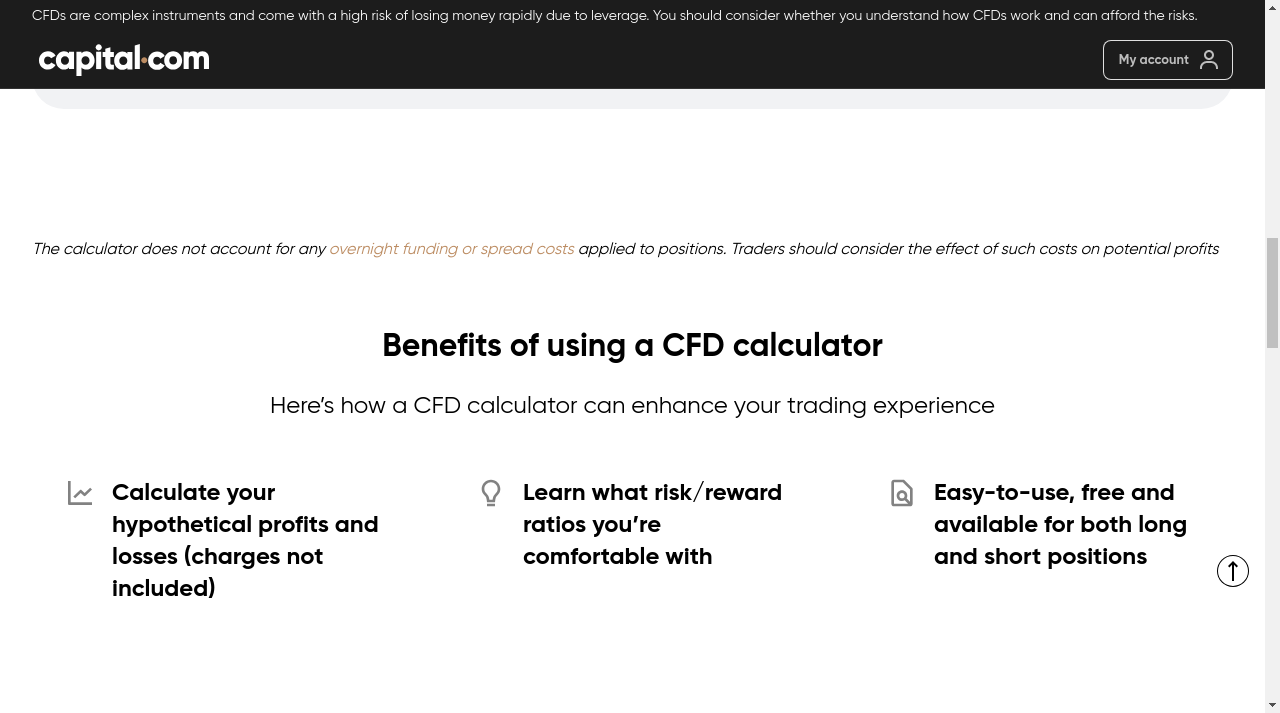 CFDs are complex instruments and come with a high risk of losing money rapidly due to leverage. You should consider whether you understand how CFDs work and can afford the risks.
capital.com
My account
The calculator does not account for any overnight funding or spread costs applied to positions. Traders should consider the effect of such costs on potential profits
Benefits of using a CFD calculator
Here’s how a CFD calculator can enhance your trading experience
Calculate your
hypothetical profits and
losses (charges not
included)
Learn what risk/reward
ratios you’re
comfortable with
Easy-to-use, free and
available for both long
and short positions